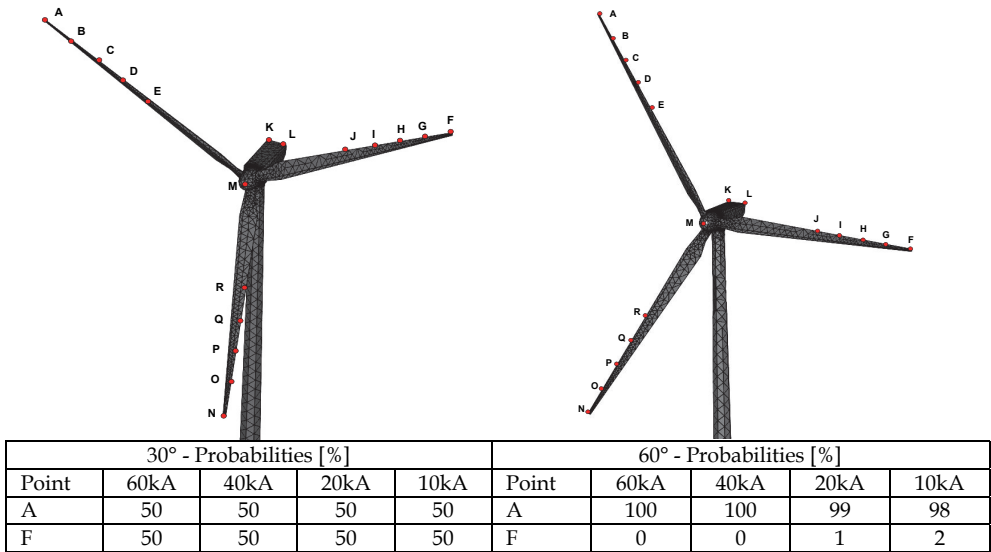 A
B
C
D
E
K
L
J
I
H
G
F
M
R
Q
P
O
N
A
B
C
D
E
K
L
J
I
H
G
F
M
R
Q
P
O
N
30° - Probabilities [%] 60° - Probabilities [%]
Point 60kA 40kA 20kA 10kA Point 60kA 40kA 20kA 10kA
A 50 50 50 50 A 100 100 99 98
F 50 50 50 50 F 0 0 1 2